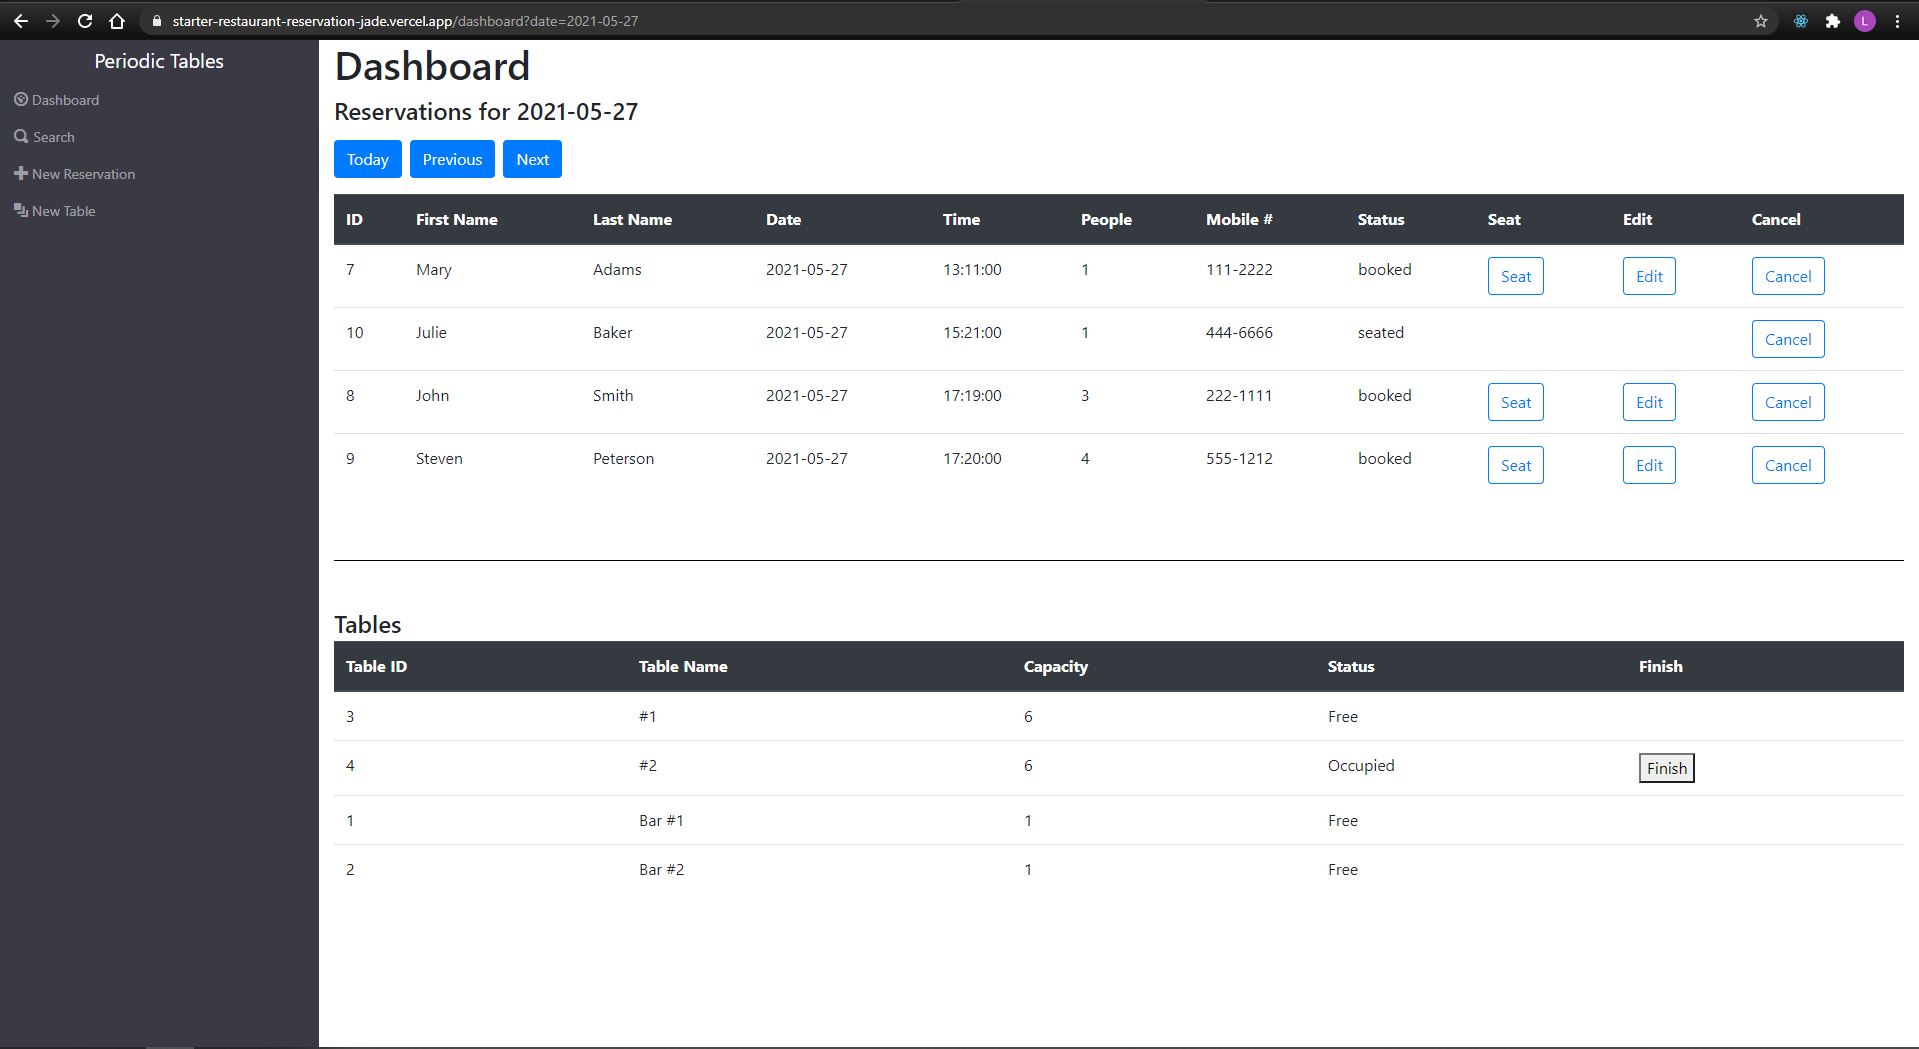 starter-restaurant-reservation-jade.vercel.app/dashboard?date=2021-05-27
L
Periodic Tables
Dashboard
Search
New Reservation
New Table
Dashboard
Reservations for 2021-05-27
Today Previous Next
ID First Name Last Name Date Time People Mobile # Status Seat Edit Cancel
7 Mary Adams 2021-05-27 13:11:00 1 111-2222 booked Seat Edit Cancel
10 Julie Baker 2021-05-27 15:21:00 1 444-6666 seated Cancel
8 John Smith 2021-05-27 17:19:00 3 222-1111 booked Seat Edit Cancel
9 Steven Peterson 2021-05-27 17:20:00 4 555-1212 booked Seat Edit Cancel
Tables
Table ID Table Name Capacity Status Finish
3 #1 6 Free
4 #2 6 Occupied Finish
1 Bar #1 1 Free
2 Bar #2 1 Free